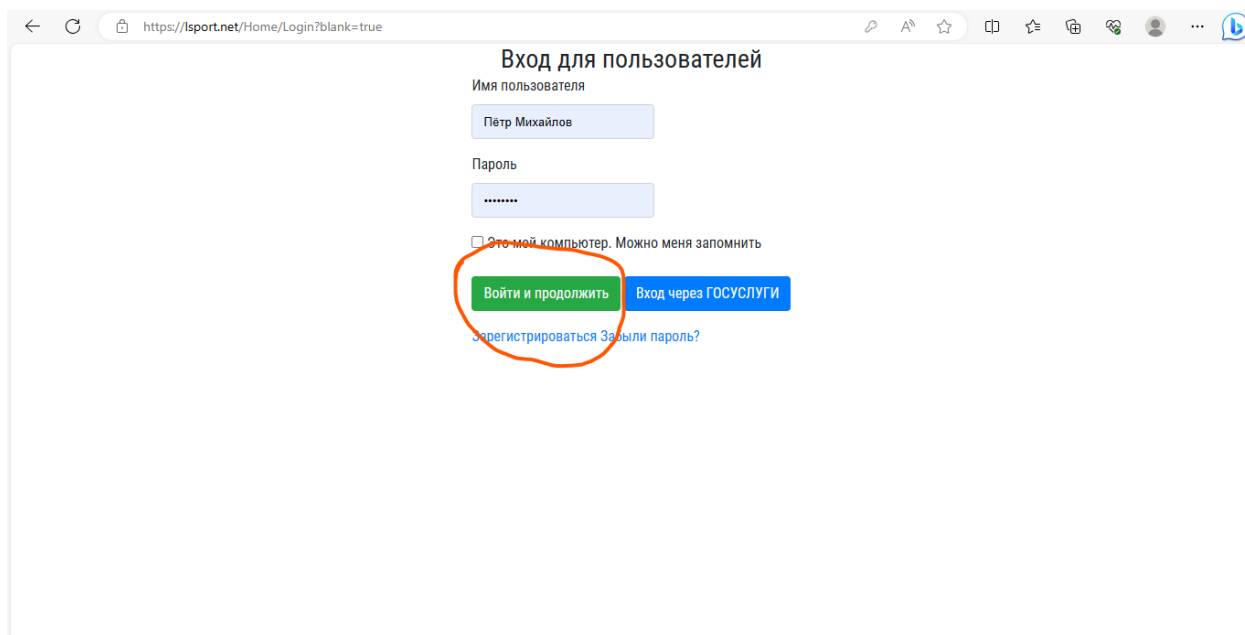 https://lsport.net/Home/Login?blank=true
Вход для пользователей
Имя пользователя
Пётр Михайлов
Пароль
••••••••
Это мой компьютер. Можно меня запомнить
Войти и продолжить Вход через ГОСУСЛУГИ
Зарегистрироваться Забыли пароль?